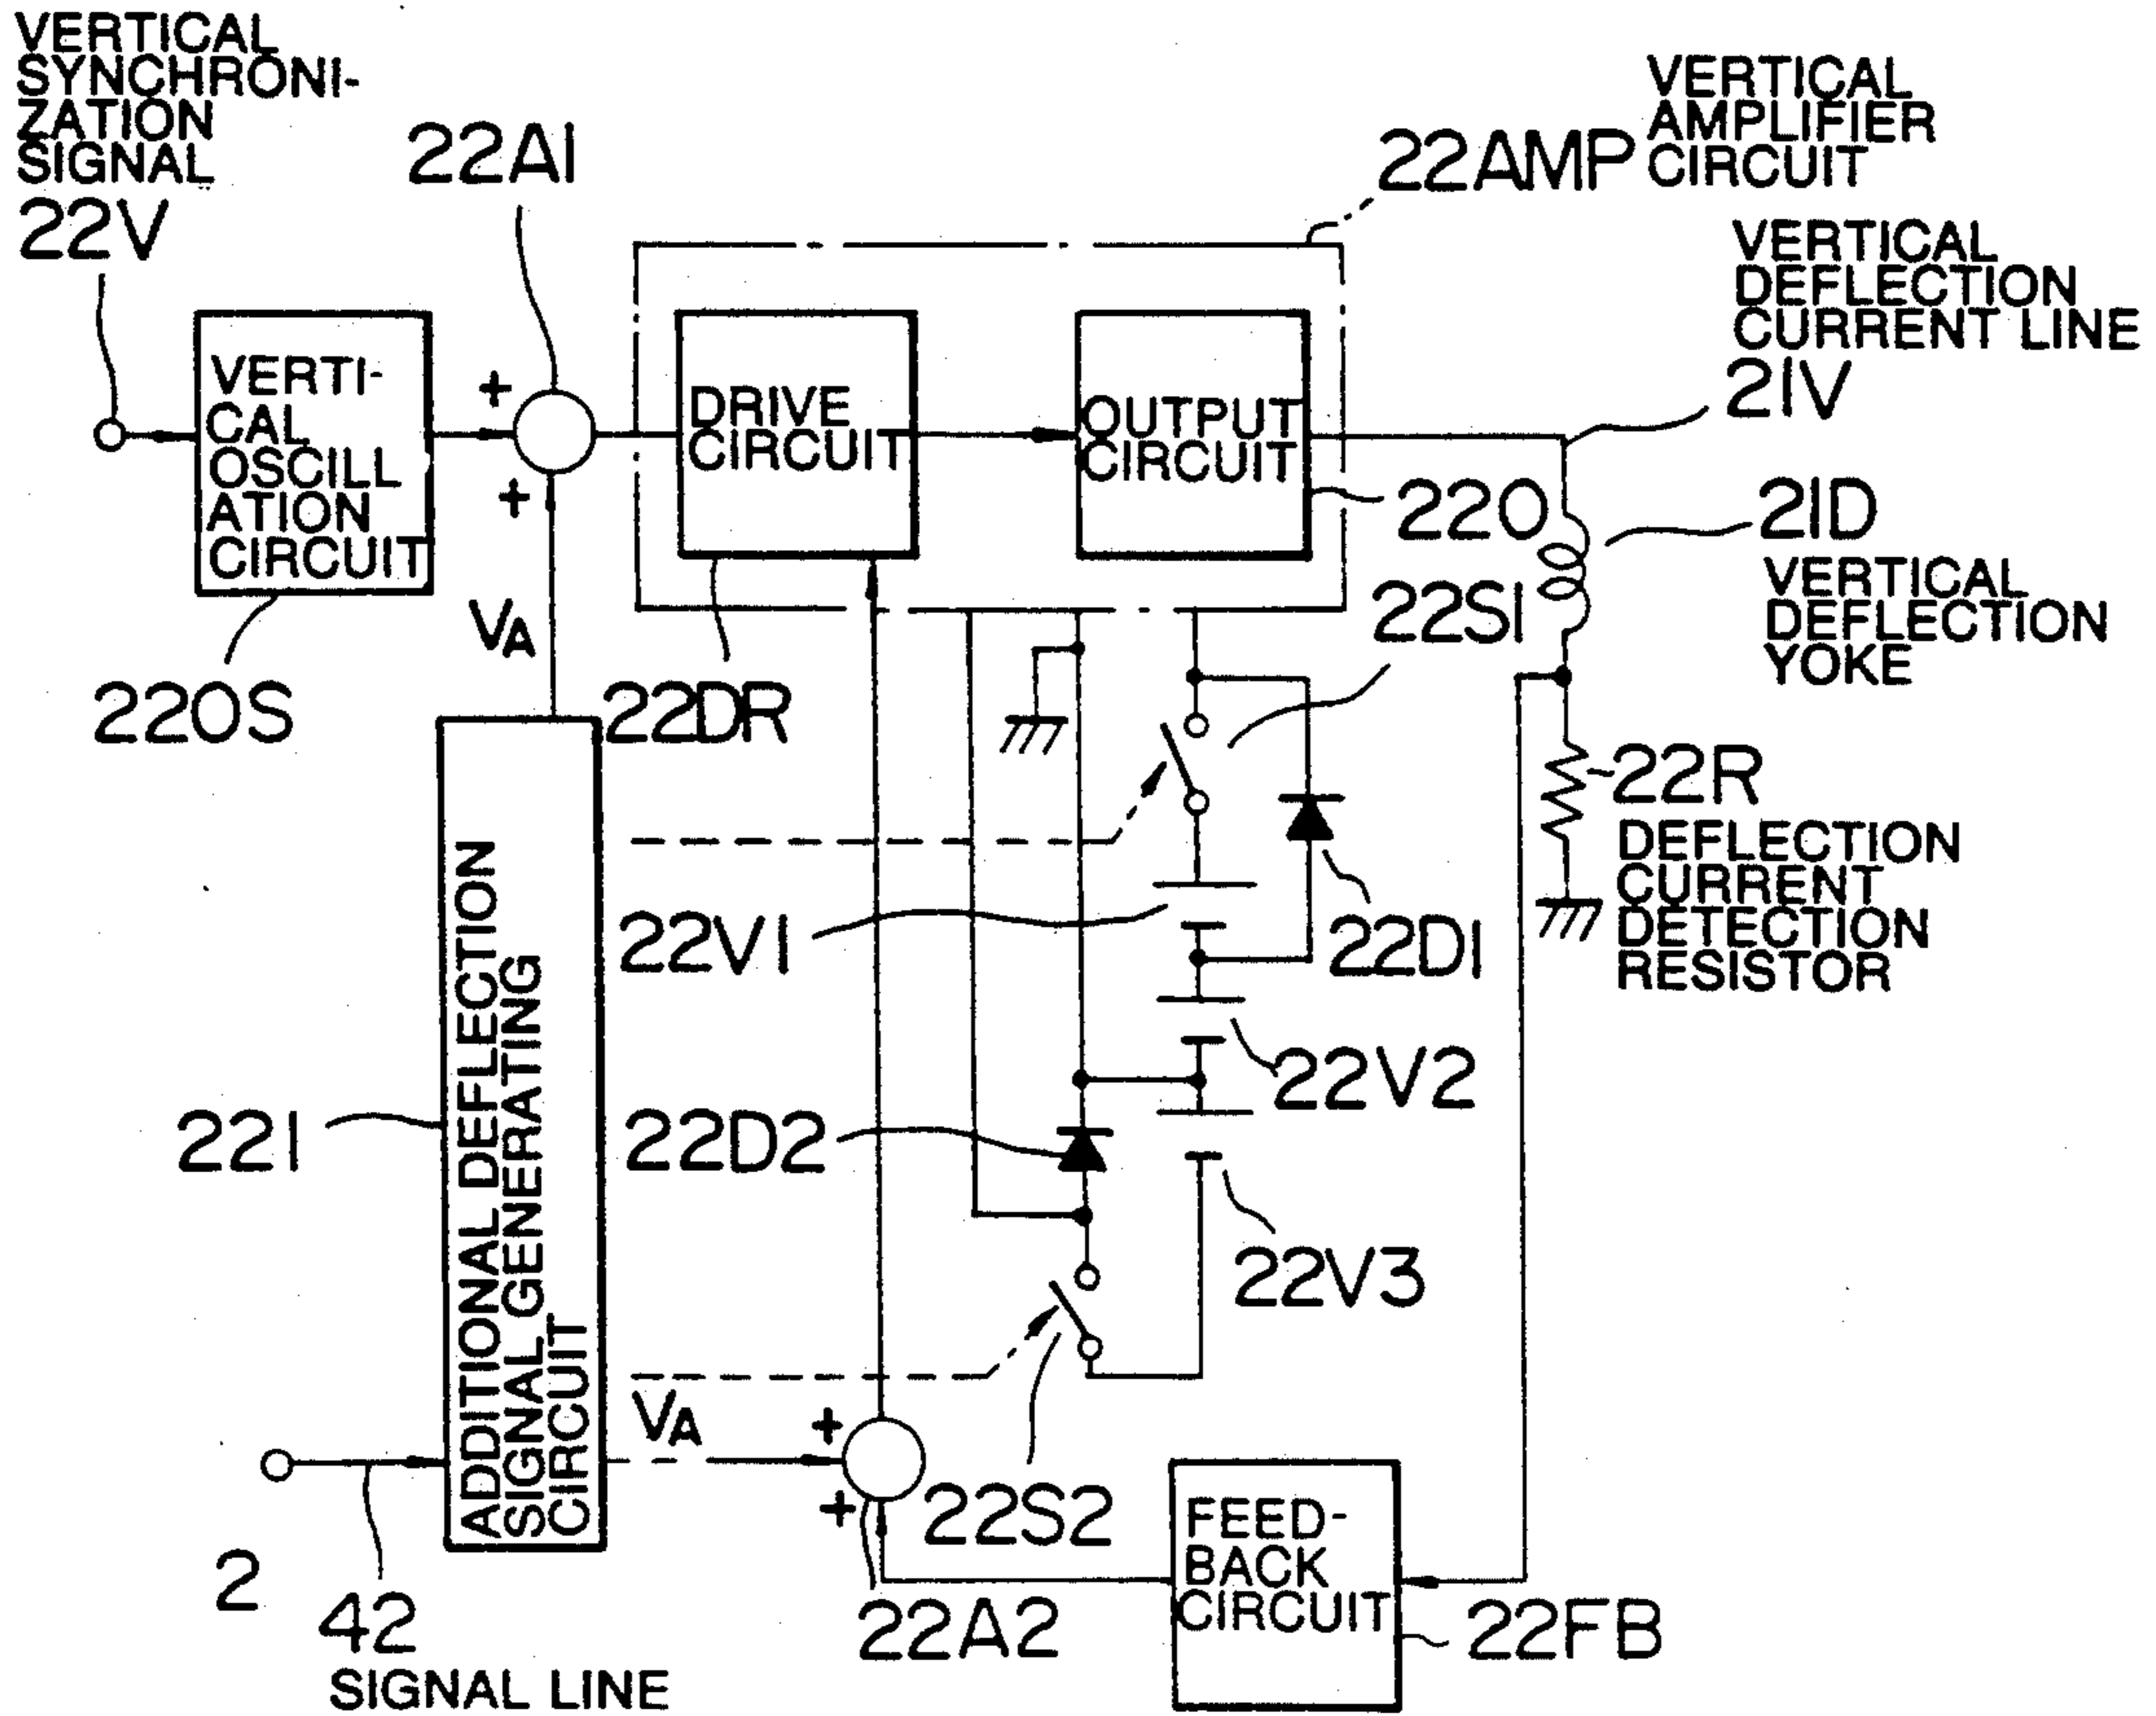 VERTICAL
SYNCHRONI-
ZATION
SIGNAL
22V
22A1
22AMP
VERTICAL
AMPLIFIER
CIRCUIT
VERTICAL
DEFLECTION
CURRENT LINE
21V
VERTI-
CAL
OSCILL
ATION
CIRCUIT
+
+
DRIVE
CIRCUIT
OUTPUT
CIRCUIT
220
21D
VERTICAL
DEFLECTION
YOKE
22S1
VA
220S
22DR
22R
DEFLECTION
CURRENT
DETECTION
RESISTOR
22V1
22D1
22V2
221
ADDITIONAL DEFLECTION
SIGNAL GENERATING
CIRCUIT
22D2
22V3
VA
+
+
22S2
2
42
SIGNAL LINE
22A2
FEED-
BACK
CIRCUIT
22FB